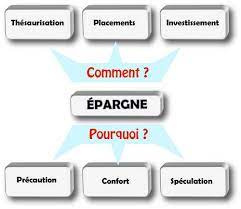 Thésaurisation Placements Investissement
Comment ?
ÉPARGNE
Pourquoi ?
Précaution Confort Spéculation